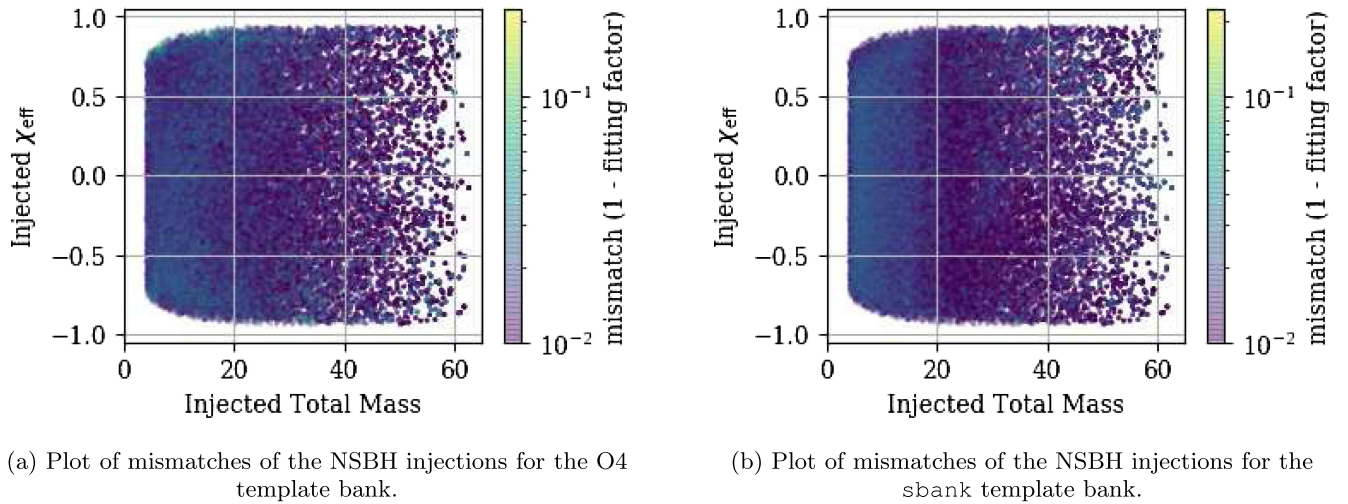 1.0
0.5
0.0
−0.5
−1.0
Injected χeff
0 20 40 60
Injected Total Mass
10⁻¹
10⁻²
mismatch (1 - fitting factor)
(a) Plot of mismatches of the NSBH injections for the O4
template bank.
1.0
0.5
0.0
−0.5
−1.0
Injected χeff
0 20 40 60
Injected Total Mass
10⁻¹
10⁻²
mismatch (1 - fitting factor)
(b) Plot of mismatches of the NSBH injections for the
sbank template bank.